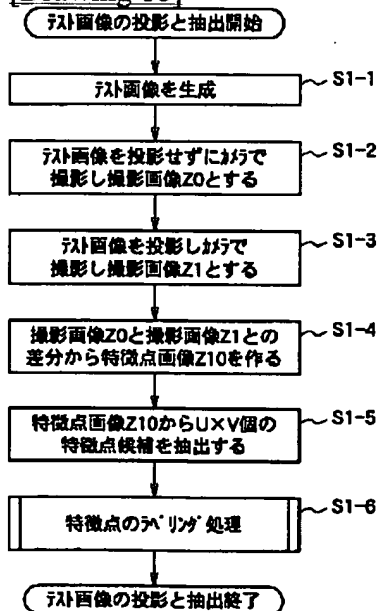 テスト画像の投影と抽出開始
テスト画像を生成
S1-1
テスト画像を投影せずにカメラで
撮影し撮影画像Z0とする
S1-2
テスト画像を投影しカメラで
撮影し撮影画像Z1とする
S1-3
撮影画像Z0と撮影画像Z1との
差分から特徴点画像Z10を作る
S1-4
特徴点画像Z10からU×V個の
特徴点候補を抽出する
S1-5
特徴点のラベリング処理
S1-6
テスト画像の投影と抽出終了